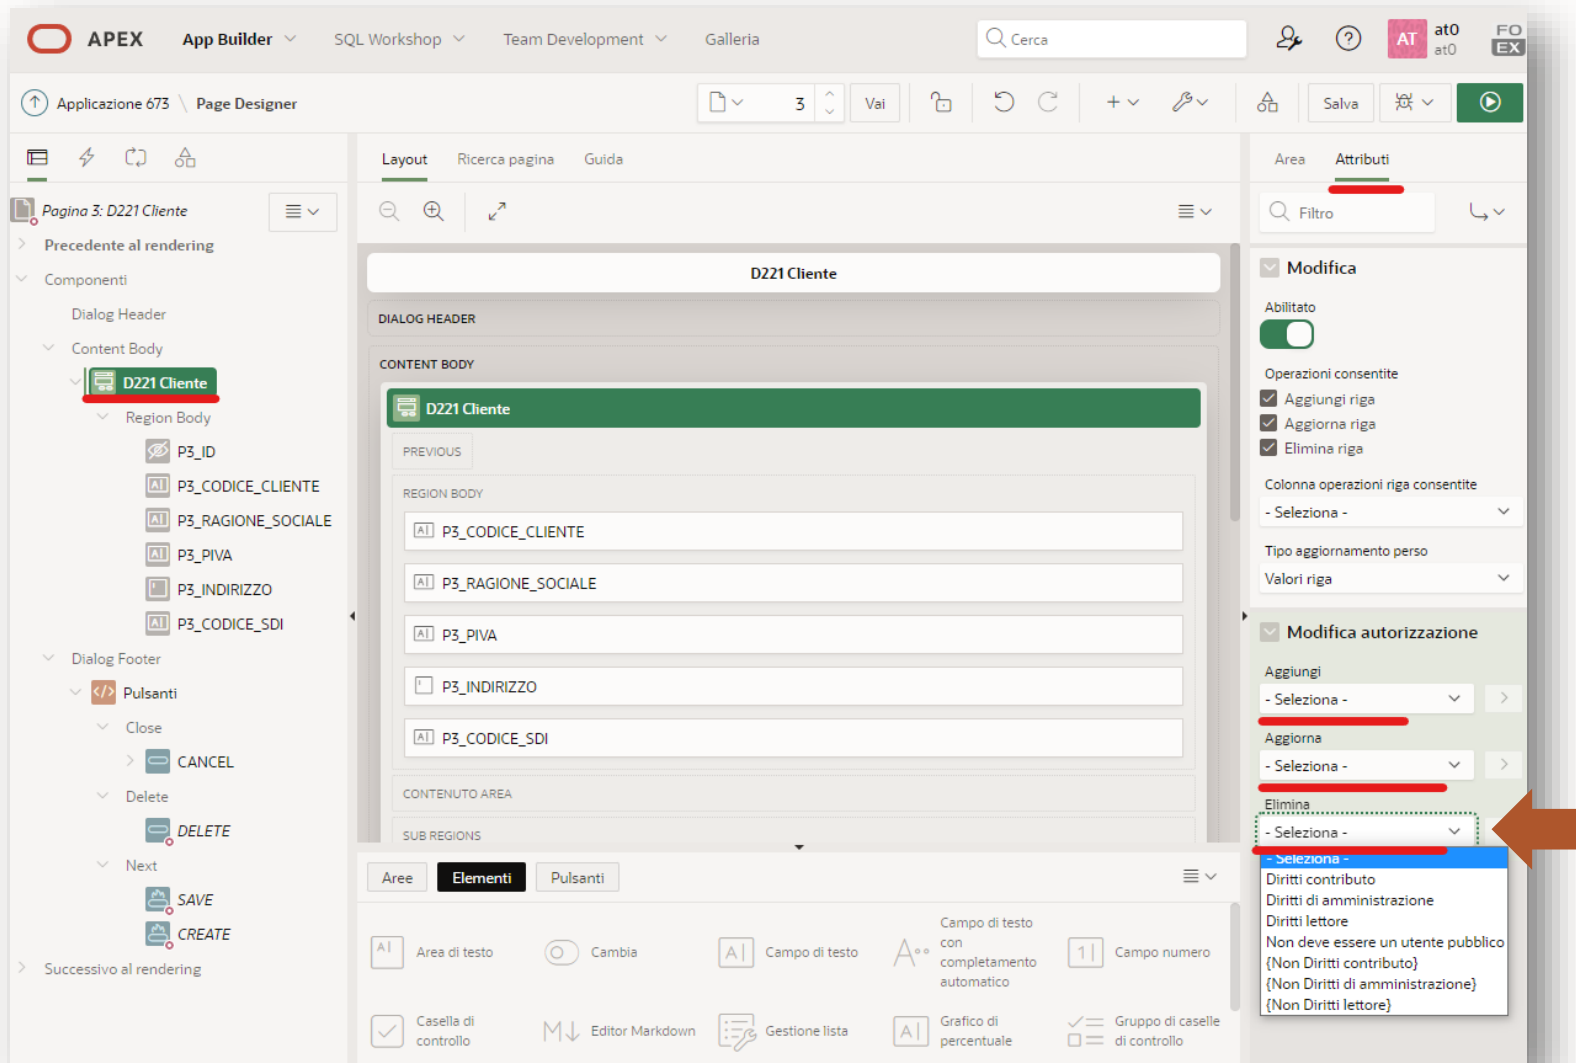 APEX
App Builder
SQL Workshop
Team Development
Galleria
Cerca
AT
at0
at0
FO
EX
Applicazione 673 \ Page Designer
3
Vai
Salva
Layout
Ricerca pagina
Guida
Area
Attributi
Pagina 3: D221 Cliente
Precedente al rendering
Componenti
Dialog Header
Content Body
D221 Cliente
Region Body
P3_ID
P3_CODICE_CLIENTE
P3_RAGIONE_SOCIALE
P3_PIVA
P3_INDIRIZZO
P3_CODICE_SDI
Dialog Footer
Pulsanti
Close
CANCEL
Delete
DELETE
Next
SAVE
CREATE
Successivo al rendering
D221 Cliente
DIALOG HEADER
CONTENT BODY
D221 Cliente
PREVIOUS
REGION BODY
P3_CODICE_CLIENTE
P3_RAGIONE_SOCIALE
P3_PIVA
P3_INDIRIZZO
P3_CODICE_SDI
CONTENUTO AREA
SUB REGIONS
Aree
Elementi
Pulsanti
Area di testo
Cambia
Campo di testo
Campo di testo
con
completamento
automatico
Campo numero
Casella di
controllo
Editor Markdown
Gestione lista
Grafico di
percentuale
Gruppo di caselle
di controllo
Filtro
Modifica
Abilitato
Operazioni consentite
Aggiungi riga
Aggiorna riga
Elimina riga
Colonna operazioni riga consentite
- Seleziona -
Tipo aggiornamento perso
Valori riga
Modifica autorizzazione
Aggiungi
- Seleziona -
Aggiorna
- Seleziona -
Elimina
- Seleziona -
- Seleziona -
Diritti contributo
Diritti di amministrazione
Diritti lettore
Non deve essere un utente pubblico
{Non Diritti contributo}
{Non Diritti di amministrazione}
{Non Diritti lettore}